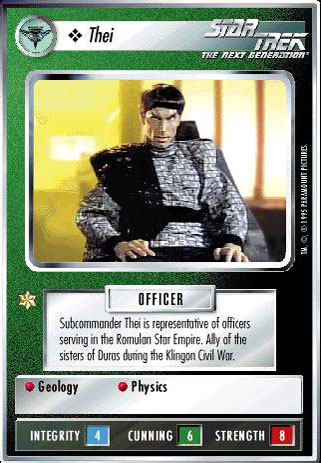 ❖ Thei
STAR TREK
THE NEXT GENERATION®
TM, ©, ® 1995 PARAMOUNT PICTURES.
OFFICER
Subcommander Thei is representative of officers
serving in the Romulan Star Empire. Ally of the
sisters of Duras during the Klingon Civil War.
Geology Physics
INTEGRITY 4 CUNNING 6 STRENGTH 8